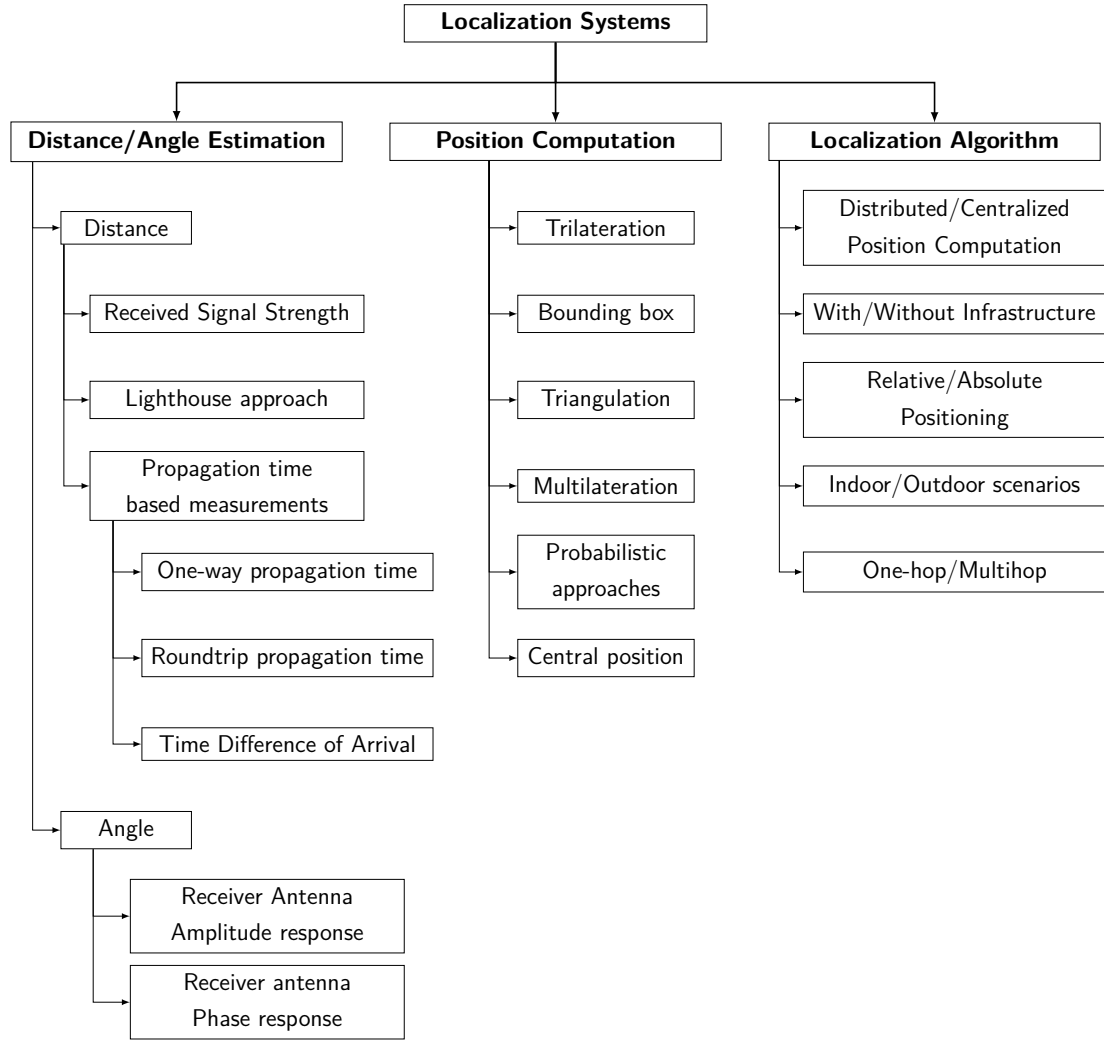 Localization Systems
Distance/Angle Estimation
Distance
Received Signal Strength
Lighthouse approach
Propagation time
based measurements
One-way propagation time
Roundtrip propagation time
Time Difference of Arrival
Angle
Receiver Antenna
Amplitude response
Receiver antenna
Phase response
Position Computation
Trilateration
Bounding box
Triangulation
Multilateration
Probabilistic
approaches
Central position
Localization Algorithm
Distributed/Centralized
Position Computation
With/Without Infrastructure
Relative/Absolute
Positioning
Indoor/Outdoor scenarios
One-hop/Multihop